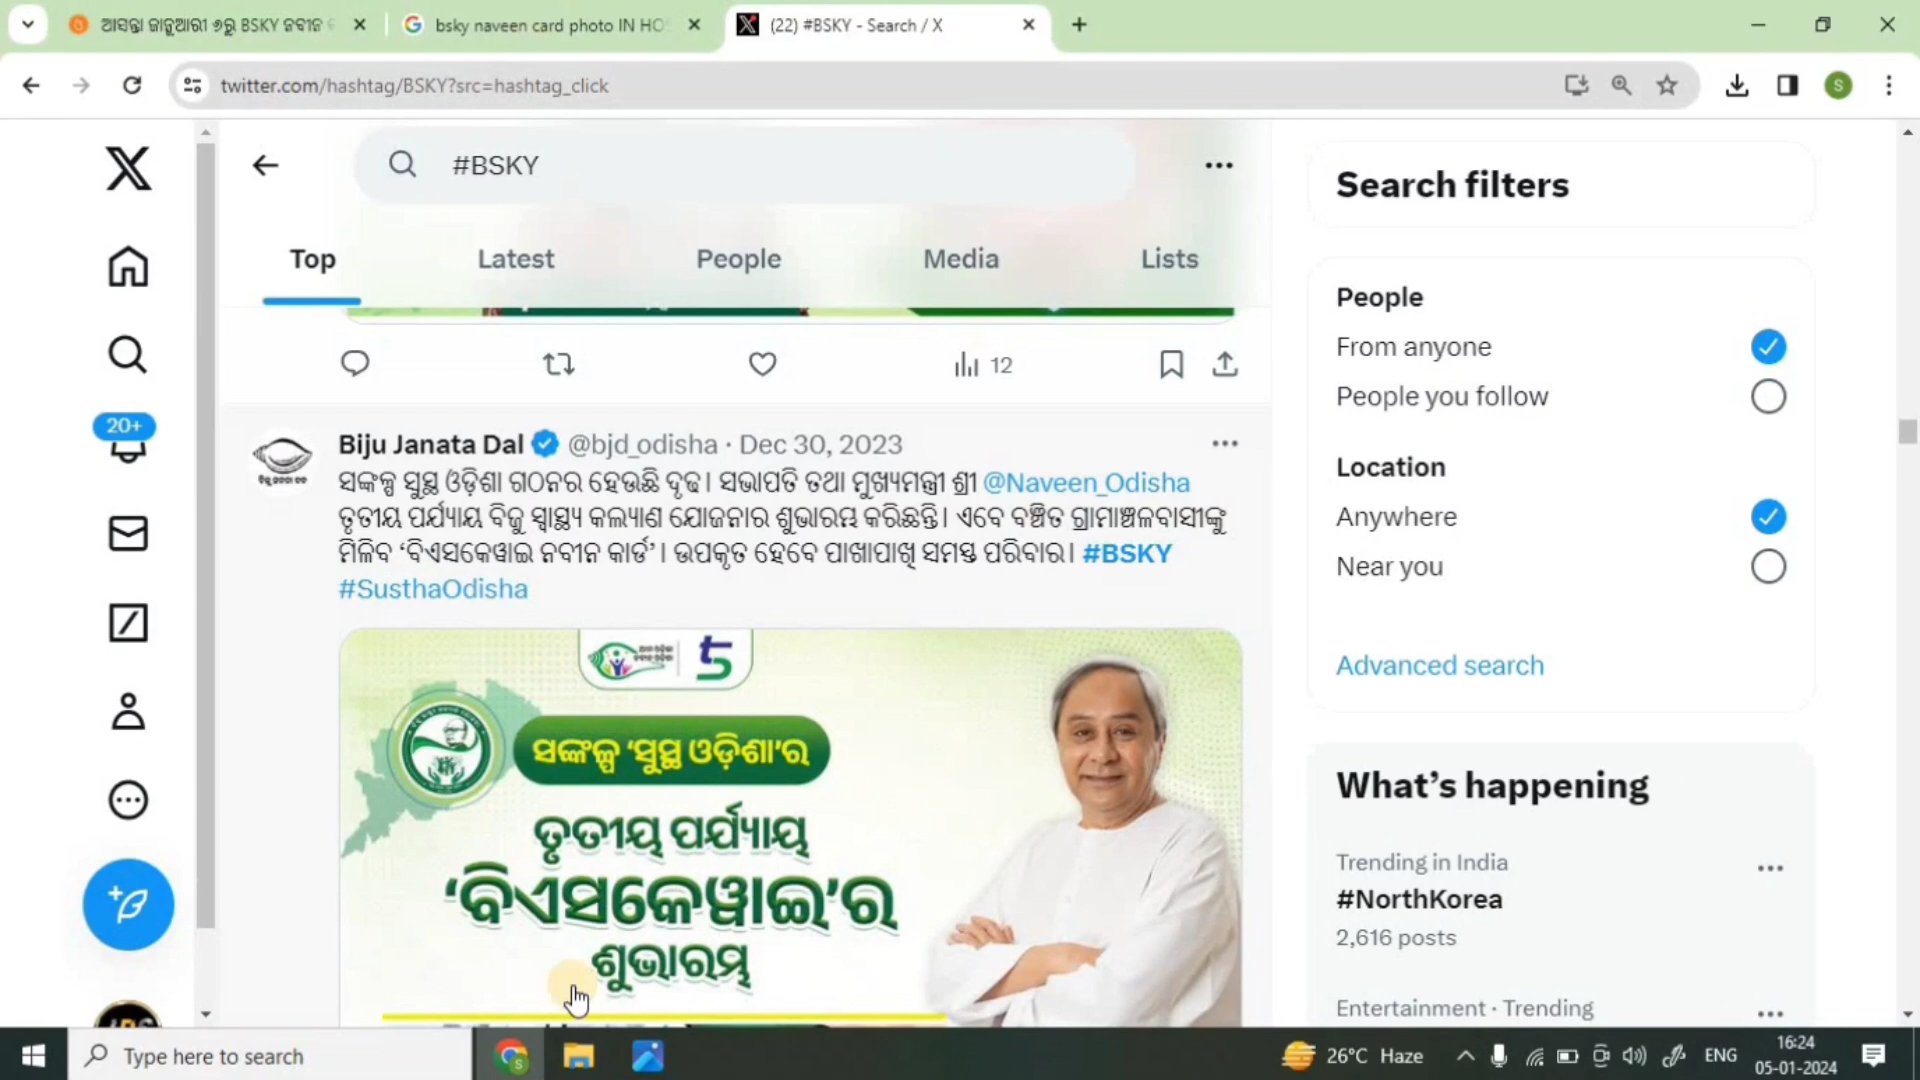 ଆସନ୍ତା ଜାନୁଆରୀ ୬ରୁ BSKY ନବୀନ
bsky naveen card photo IN HO
(22) #BSKY - Search / X
twitter.com/hashtag/BSKY?src=hashtag_click
S
#BSKY
Top
Latest
People
Media
Lists
12
20+
Biju Janata Dal @bjd_odisha · Dec 30, 2023
ସଙ୍କଳ୍ପ ସୁସ୍ଥ ଓଡ଼ିଶା ଗଠନର ହେଉଛି ଦୃଢ। ସଭାପତି ତଥା ମୁଖ୍ୟମନ୍ତ୍ରୀ ଶ୍ରୀ @Naveen_Odisha
ତୃତୀୟ ପର୍ଯ୍ୟାୟ ବିଜୁ ସ୍ୱାସ୍ଥ୍ୟ କଲ୍ୟାଣ ଯୋଜନାର ଶୁଭାରମ୍ଭ କରିଛନ୍ତି। ଏବେ ବଞ୍ଚିତ ଗ୍ରାମାଞ୍ଚଳବାସୀଙ୍କୁ
ମିଳିବ ‘ବିଏସକେୱାଇ ନବୀନ କାର୍ଡ’। ଉପକୃତ ହେବେ ପାଖାପାଖି ସମସ୍ତ ପରିବାର। #BSKY
#SusthaOdisha
5
ସଙ୍କଳ୍ପ ‘ସୁସ୍ଥ ଓଡ଼ିଶା’ର
ତୃତୀୟ ପର୍ଯ୍ୟାୟ
‘ବିଏସକେୱାଇ’ର
ଶୁଭାରମ୍ଭ
Search filters
People
From anyone
People you follow
Location
Anywhere
Near you
Advanced search
What’s happening
Trending in India
#NorthKorea
2,616 posts
Entertainment · Trending
Type here to search
26°C Haze
ENG
16:24
05-01-2024